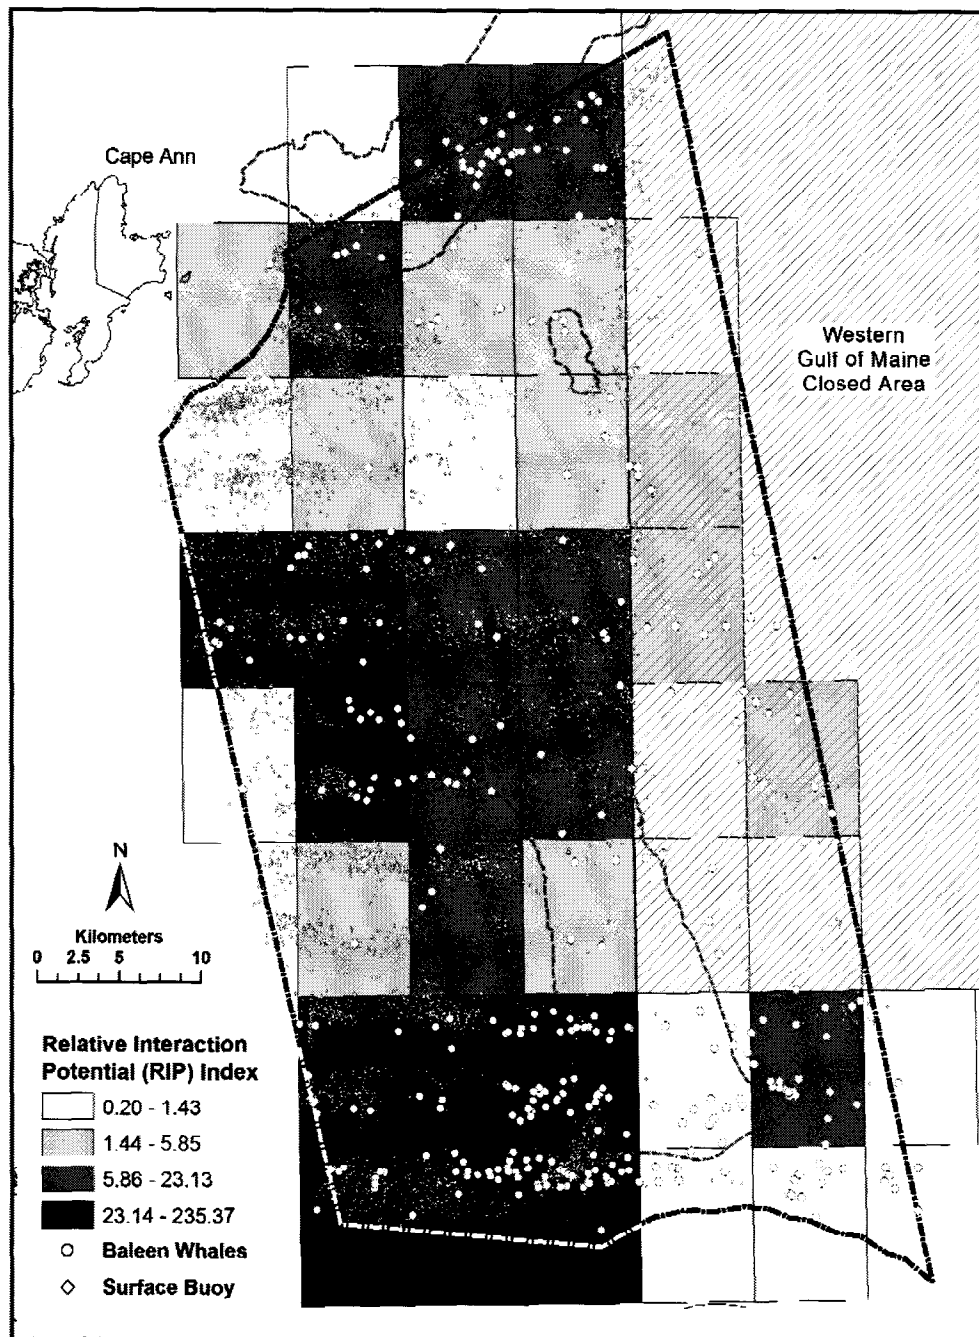 Cape Ann
Western
Gulf of Maine
Closed Area
N
Kilometers
0 2.5 5 10
Relative Interaction
Potential (RIP) Index
0.20 - 1.43
1.44 - 5.85
5.86 - 23.13
23.14 - 235.37
Baleen Whales
Surface Buoy